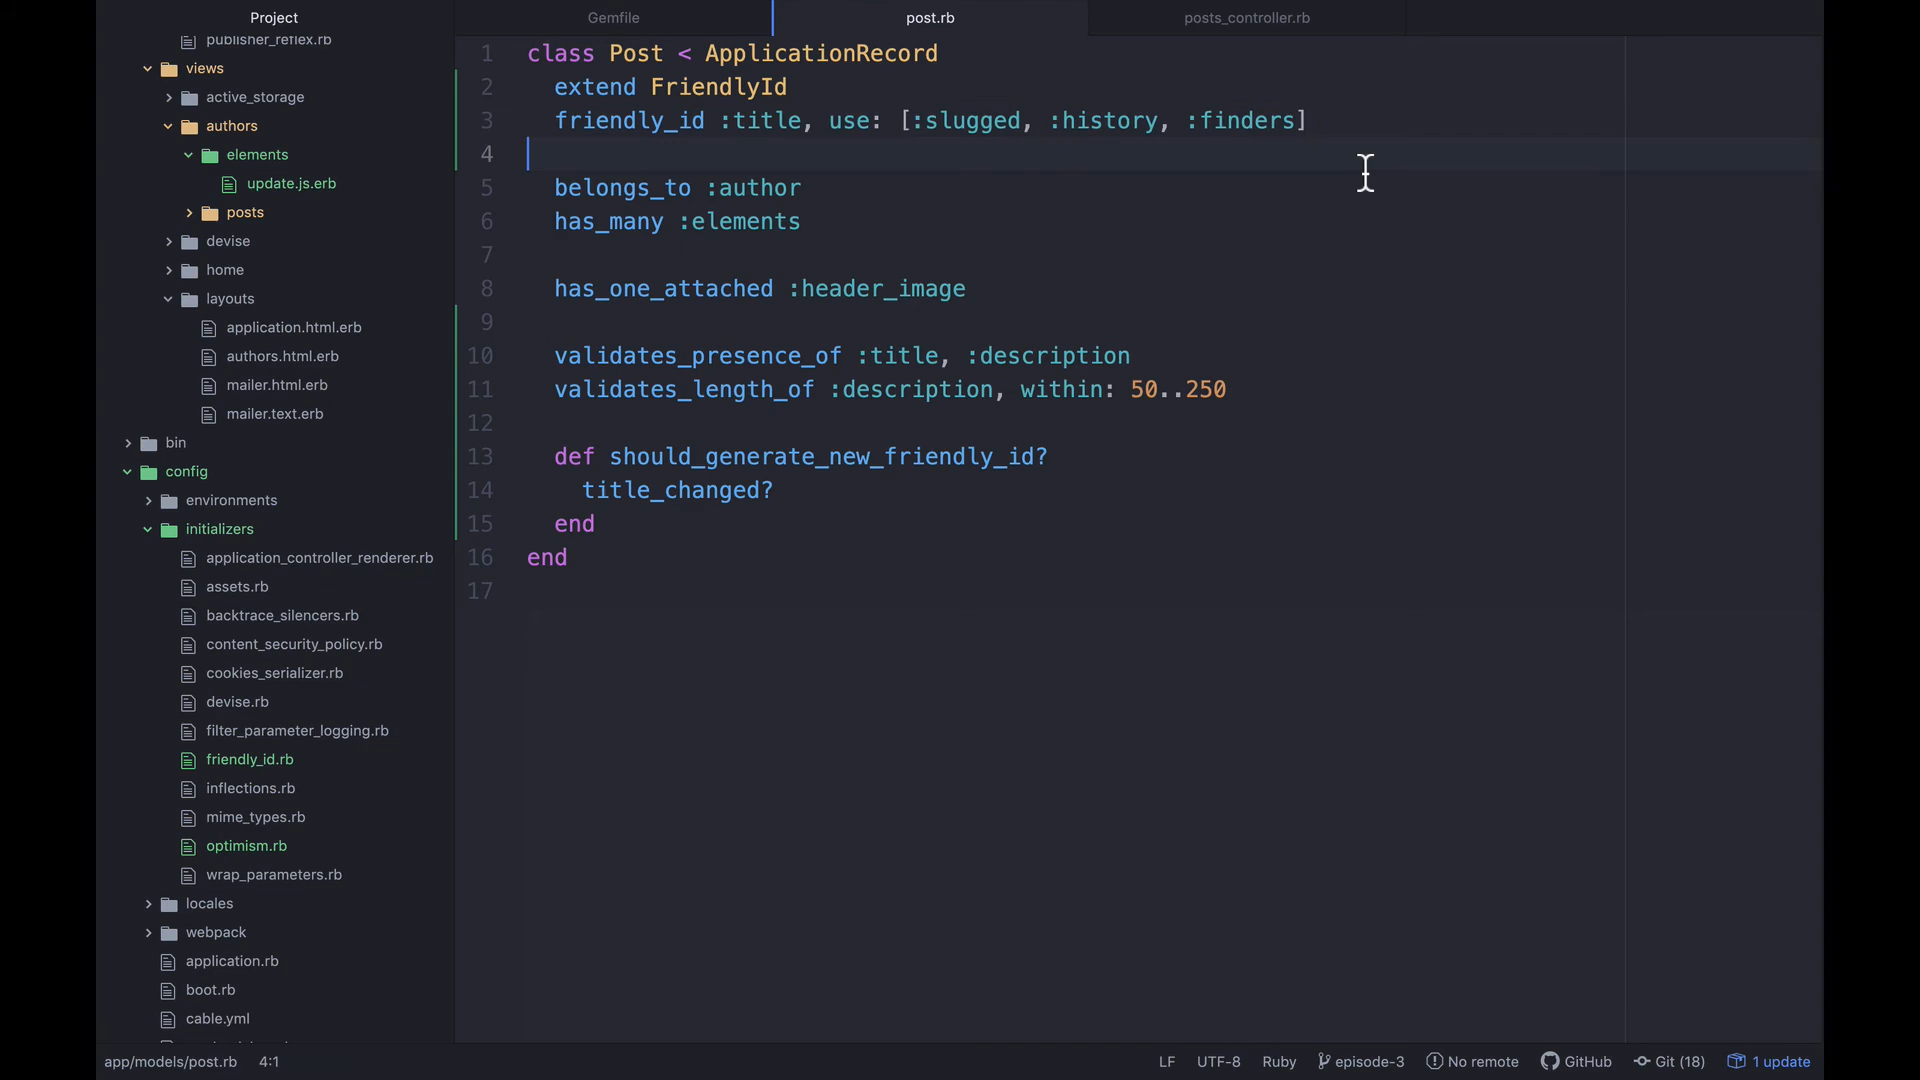 Project
publisher_reflex.rb
views
active_storage
authors
elements
update.js.erb
posts
devise
home
layouts
application.html.erb
authors.html.erb
mailer.html.erb
mailer.text.erb
bin
config
environments
initializers
application_controller_renderer.rb
assets.rb
backtrace_silencers.rb
content_security_policy.rb
cookies_serializer.rb
devise.rb
filter_parameter_logging.rb
friendly_id.rb
inflections.rb
mime_types.rb
optimism.rb
wrap_parameters.rb
locales
webpack
application.rb
boot.rb
cable.yml
Gemfile
post.rb
posts_controller.rb
1 class Post < ApplicationRecord
2 extend FriendlyId
3 friendly_id :title, use: [:slugged, :history, :finders]
4
5 belongs_to :author
6 has_many :elements
7
8 has_one_attached :header_image
9
10 validates_presence_of :title, :description
11 validates_length_of :description, within: 50..250
12
13 def should_generate_new_friendly_id?
14 title_changed?
15 end
16 end
17
app/models/post.rb 4:1 LF UTF-8 Ruby episode-3 No remote GitHub Git (18) 1 update